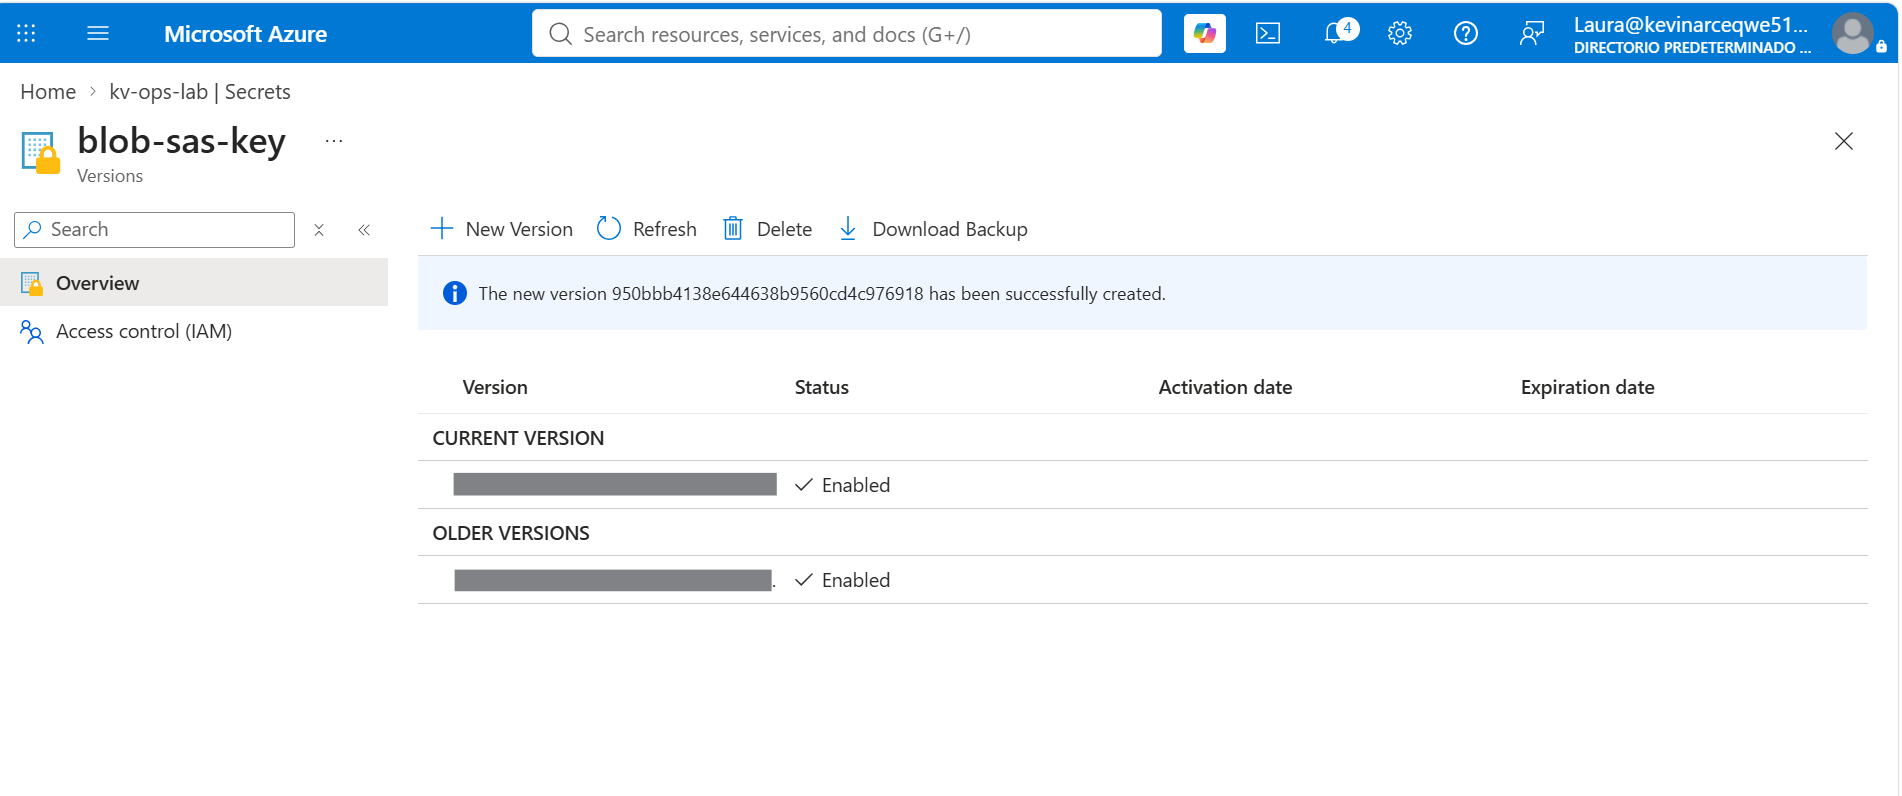 Microsoft Azure
Search resources, services, and docs (G+/)
4
Laura@kevinarceqwe51...
DIRECTORIO PREDETERMINADO ...
Home > kv-ops-lab | Secrets
blob-sas-key ...
Versions
Search
Overview
Access control (IAM)
New Version Refresh Delete Download Backup
The new version 950bbb4138e644638b9560cd4c976918 has been successfully created.
Version Status Activation date Expiration date
CURRENT VERSION
Enabled
OLDER VERSIONS
. Enabled